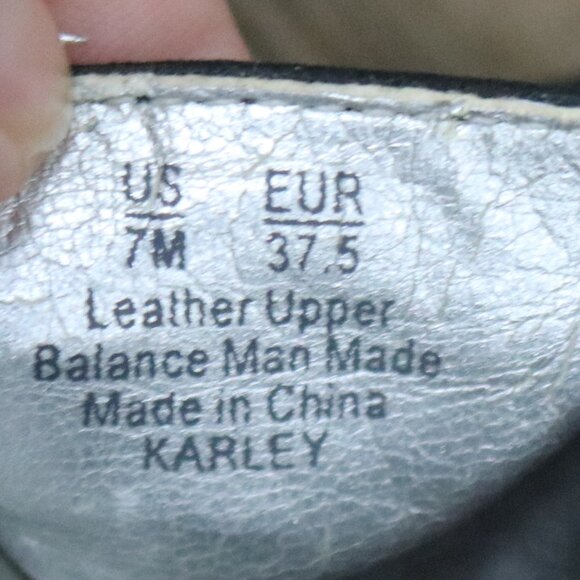 US EUR
7M 37.5
Leather Upper
Balance Man Made
Made in China
KARLEY